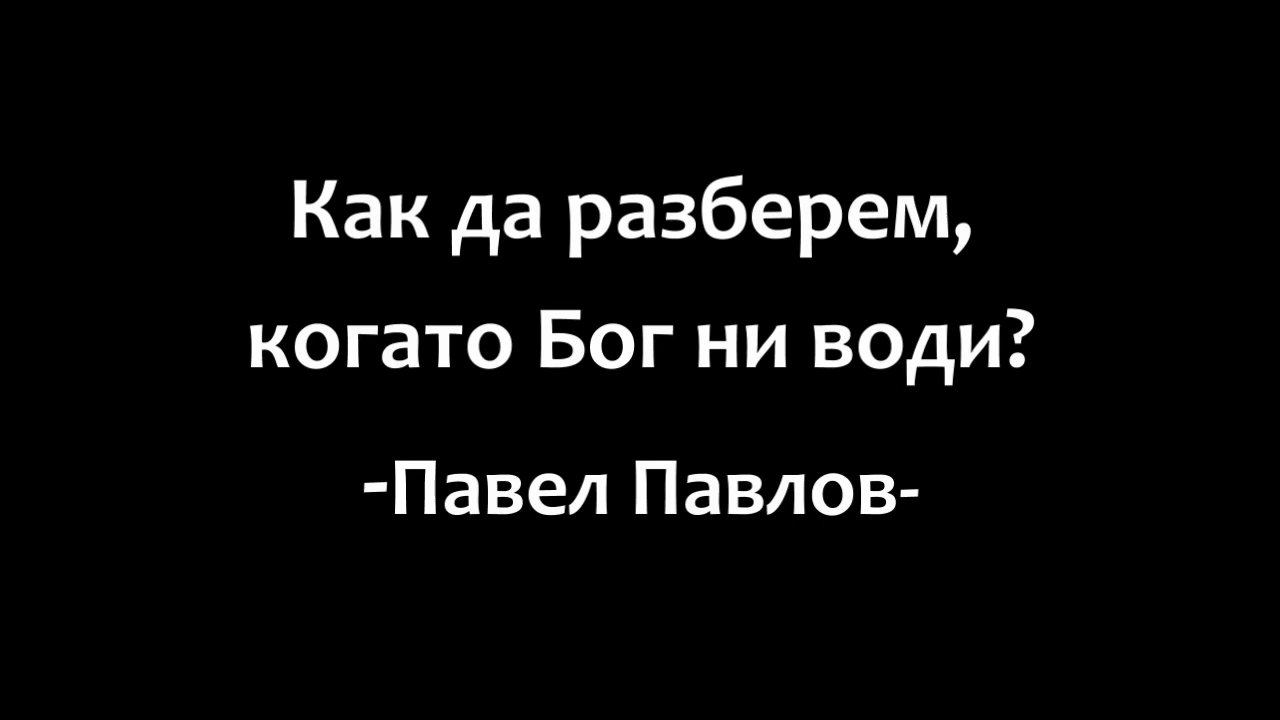 Как да разберем,
когато Бог ни води?
-Павел Павлов-